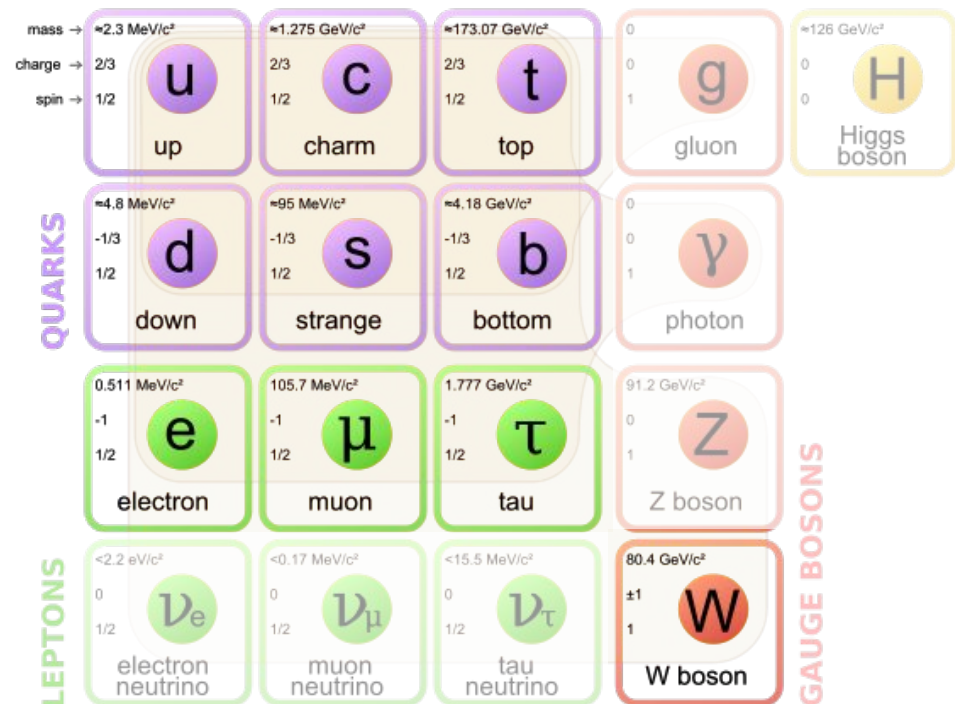 mass → ≈2.3 MeV/c² ≈1.275 GeV/c² ≈173.07 GeV/c² 0 ≈126 GeV/c²
charge → 2/3 2/3 2/3 0 0
spin → 1/2 1/2 1/2 1 0
u c t g H
up charm top gluon Higgs boson
≈4.8 MeV/c² ≈95 MeV/c² ≈4.18 GeV/c² 0
-1/3 -1/3 -1/3 0
1/2 1/2 1/2 1
d s b γ
down strange bottom photon
QUARKS
0.511 MeV/c² 105.7 MeV/c² 1.777 GeV/c² 91.2 GeV/c²
-1 -1 -1 0
1/2 1/2 1/2 1
e μ τ Z
electron muon tau Z boson
<2.2 eV/c² <0.17 MeV/c² <15.5 MeV/c² 80.4 GeV/c²
0 0 0 ±1
1/2 1/2 1/2 1
νe νμ ντ W
electron neutrino muon neutrino tau neutrino W boson
LEPTONS
GAUGE BOSONS